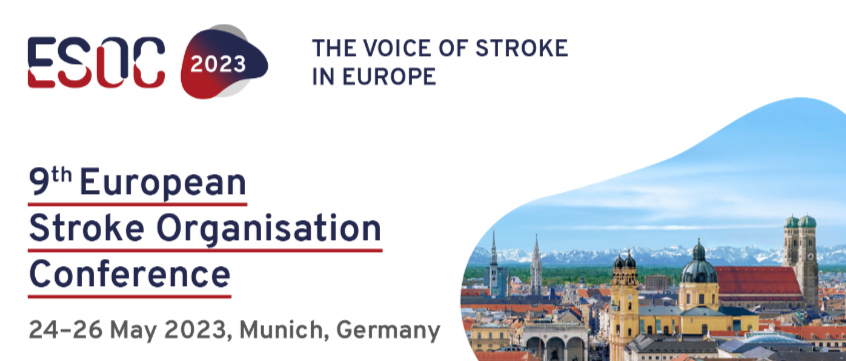 ESOC 2023
THE VOICE OF STROKE
IN EUROPE
9th European
Stroke Organisation
Conference
24–26 May 2023, Munich, Germany